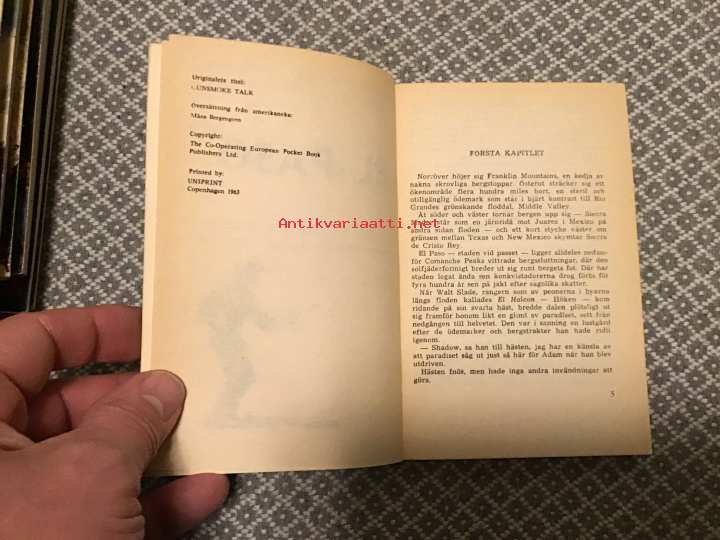 Originalets titel:
GUNSMOKE TALK
Översättning från amerikanska:
Måns Bergengren
Copyright:
The Co-Operating European Pocket Book
Publishers Ltd.
Printed by:
UNISPRINT
Copenhagen 1963
Antikvariaatti.net
FÖRSTA KAPITLET
Norröver höjer sig Franklin Mountains, en kedja av
nakna skrovliga bergstoppar. Österut sträcker sig ett
ökenområde flera hundra miles bort, en steril och
otillgänglig ödemark som står i bjärt kontrast till Rio
Grandes grönskande floddal, Middle Valley.
Åt söder och väster tornar bergen upp sig — Sierra
står som en järnridå mot Juarez i Mexico på
andra sidan floden — och ett kort stycke väster om
gränsen mellan Texas och New Mexico skymtar Sierra
de Cristo Rey.
El Paso — staden vid passet — ligger alldeles nedan-
för Comanche Peaks vittrade bergssluttningar, där den
solfjäderformigt breder ut sig runt bergets fot. Där har
staden legat ända sen konkistadorerna drog förbi för
fyra hundra år sen på jakt efter sagolika skatter.
När Walt Slade, rangern som av peonerna i byarna
längs finken kallades El Halcon — Höken — kom
ridande på sin svarta häst, bredde dalen plötsligt ut
sig framför honom likt en glimt av paradiset, sett från
nedgången till helvetet. Den var i sanning en lustgård
efter de ödemarker och bergstrakter han hade ridit
igenom.
— Shadow, sa han till hästen, jag har en känsla av
att paradiset såg ut just så här för Adam när han blev
utdriven.
Hästen fnös, men hade inga andra invändningar att
göra.
5